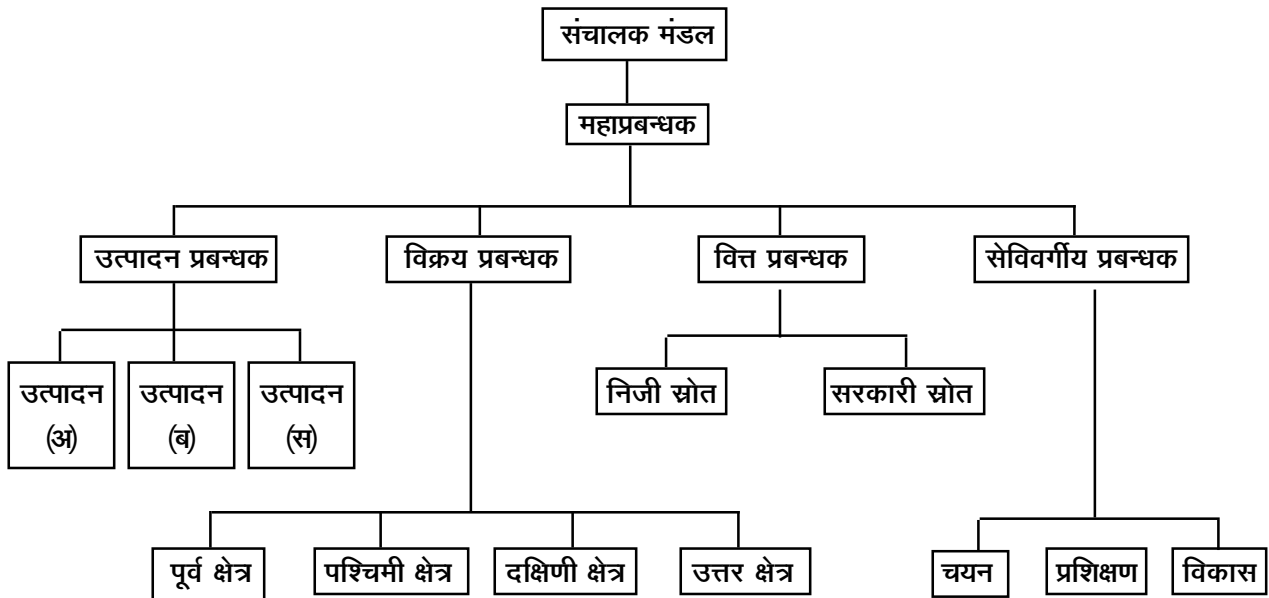 संचालक मंडल
महाप्रबन्धक
उत्पादन प्रबन्धक
विक्रय प्रबन्धक
वित्त प्रबन्धक
सेविवर्गीय प्रबन्धक
उत्पादन
(अ)
उत्पादन
(ब)
उत्पादन
(स)
निजी स्रोत
सरकारी स्रोत
पूर्व क्षेत्र
पश्चिमी क्षेत्र
दक्षिणी क्षेत्र
उत्तर क्षेत्र
चयन
प्रशिक्षण
विकास